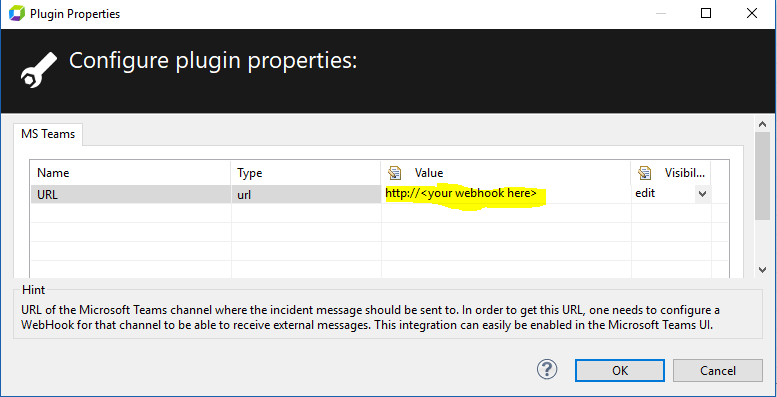 Plugin Properties
Configure plugin properties:
MS Teams
Name Type Value Visibil...
URL url http://<your webhook here> edit
Hint
URL of the Microsoft Teams channel where the incident message should be sent to. In order to get this URL, one needs to configure a
WebHook for that channel to be able to receive external messages. This integration can easily be enabled in the Microsoft Teams UI.
? OK Cancel